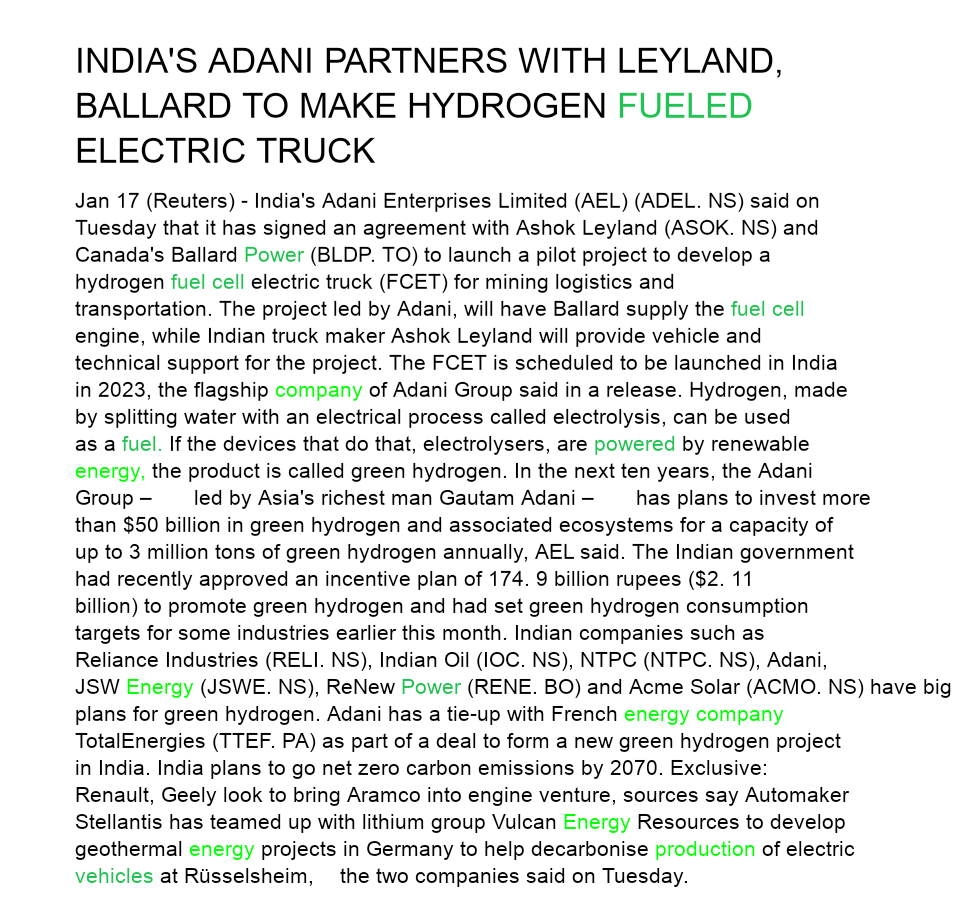 INDIA'S ADANI PARTNERS WITH LEYLAND,
BALLARD TO MAKE HYDROGEN FUELED
ELECTRIC TRUCK
Jan 17 (Reuters) - India's Adani Enterprises Limited (AEL) (ADEL. NS) said on
Tuesday that it has signed an agreement with Ashok Leyland (ASOK. NS) and
Canada's Ballard Power (BLDP. TO) to launch a pilot project to develop a
hydrogen fuel cell electric truck (FCET) for mining logistics and
transportation. The project led by Adani, will have Ballard supply the fuel cell
engine, while Indian truck maker Ashok Leyland will provide vehicle and
technical support for the project. The FCET is scheduled to be launched in India
in 2023, the flagship company of Adani Group said in a release. Hydrogen, made
by splitting water with an electrical process called electrolysis, can be used
as a fuel. If the devices that do that, electrolysers, are powered by renewable
energy, the product is called green hydrogen. In the next ten years, the Adani
Group – led by Asia's richest man Gautam Adani – has plans to invest more
than $50 billion in green hydrogen and associated ecosystems for a capacity of
up to 3 million tons of green hydrogen annually, AEL said. The Indian government
had recently approved an incentive plan of 174. 9 billion rupees ($2. 11
billion) to promote green hydrogen and had set green hydrogen consumption
targets for some industries earlier this month. Indian companies such as
Reliance Industries (RELI. NS), Indian Oil (IOC. NS), NTPC (NTPC. NS), Adani,
JSW Energy (JSWE. NS), ReNew Power (RENE. BO) and Acme Solar (ACMO. NS) have big
plans for green hydrogen. Adani has a tie-up with French energy company
TotalEnergies (TTEF. PA) as part of a deal to form a new green hydrogen project
in India. India plans to go net zero carbon emissions by 2070. Exclusive:
Renault, Geely look to bring Aramco into engine venture, sources say Automaker
Stellantis has teamed up with lithium group Vulcan Energy Resources to develop
geothermal energy projects in Germany to help decarbonise production of electric
vehicles at Rüsselsheim, the two companies said on Tuesday.